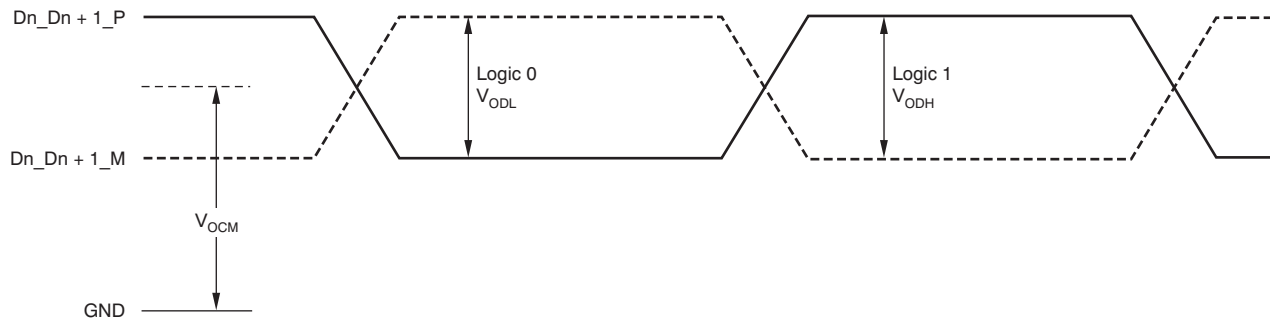 Dn_Dn + 1_P
Logic 0
V_ODL
Logic 1
V_ODH
Dn_Dn + 1_M
V_OCM
GND